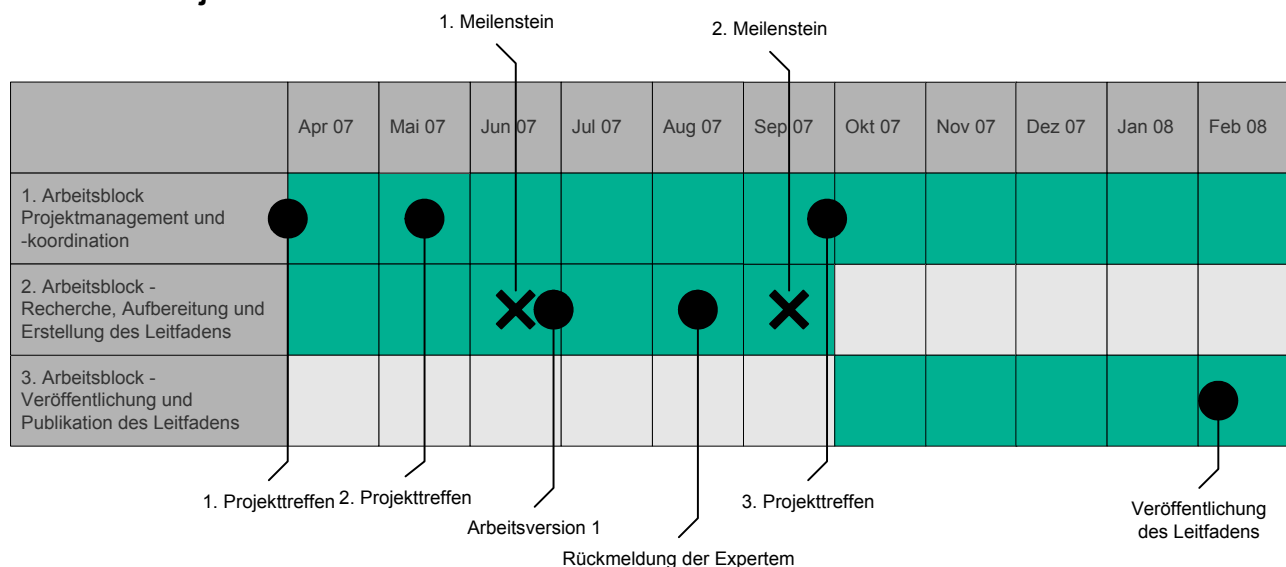 1. Meilenstein
2. Meilenstein
Apr 07
Mai 07
Jun 07
Jul 07
Aug 07
Sep 07
Okt 07
Nov 07
Dez 07
Jan 08
Feb 08
1. Arbeitsblock
Projektmanagement und
-koordination
2. Arbeitsblock -
Recherche, Aufbereitung und
Erstellung des Leitfadens
3. Arbeitsblock -
Veröffentlichung und
Publikation des Leitfadens
1. Projekttreffen
2. Projekttreffen
Arbeitsversion 1
Rückmeldung der Expertem
3. Projekttreffen
Veröffentlichung
des Leitfadens